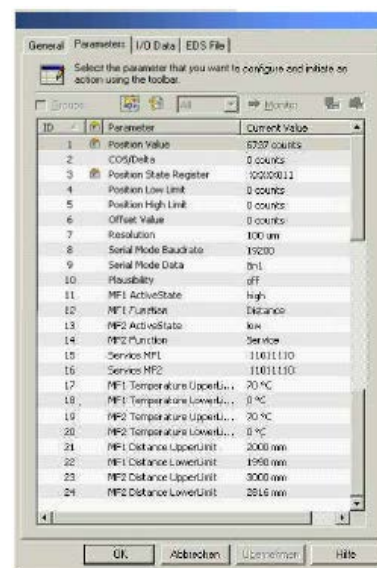 General Parameters I/O Data EDS File
Select the parameter that you want to configure and initiate an
action using the toolbar.
Groups All Monitor
ID Parameter Current Value
1 Position Value 6797 counts
2 COS/Delta 0 counts
3 Position State Register
4 Position Low Limit 0 counts
5 Position High Limit 0 counts
6 Offset Value 0 counts
7 Resolution 100 um
8 Serial Mode Baudrate 19200
9 Serial Mode Data 8n1
10 Plausibility off
11 MF1 ActiveState high
12 MF1 Function Distance
13 MF2 ActiveState low
14 MF2 Function Service
15 Service MF1 11011110
16 Service MF2 11011110
17 MF1 Temperature UpperLi... 70 °C
18 MF1 Temperature LowerLi... 0 °C
19 MF2 Temperature UpperLi... 70 °C
20 MF2 Temperature LowerLi... 0 °C
21 MF1 Distance UpperLimit 2000 mm
22 MF1 Distance LowerLimit 1990 mm
23 MF2 Distance UpperLimit 3000 mm
24 MF2 Distance LowerLimit 2816 mm
OK Abbrechen Übernehmen Hilfe